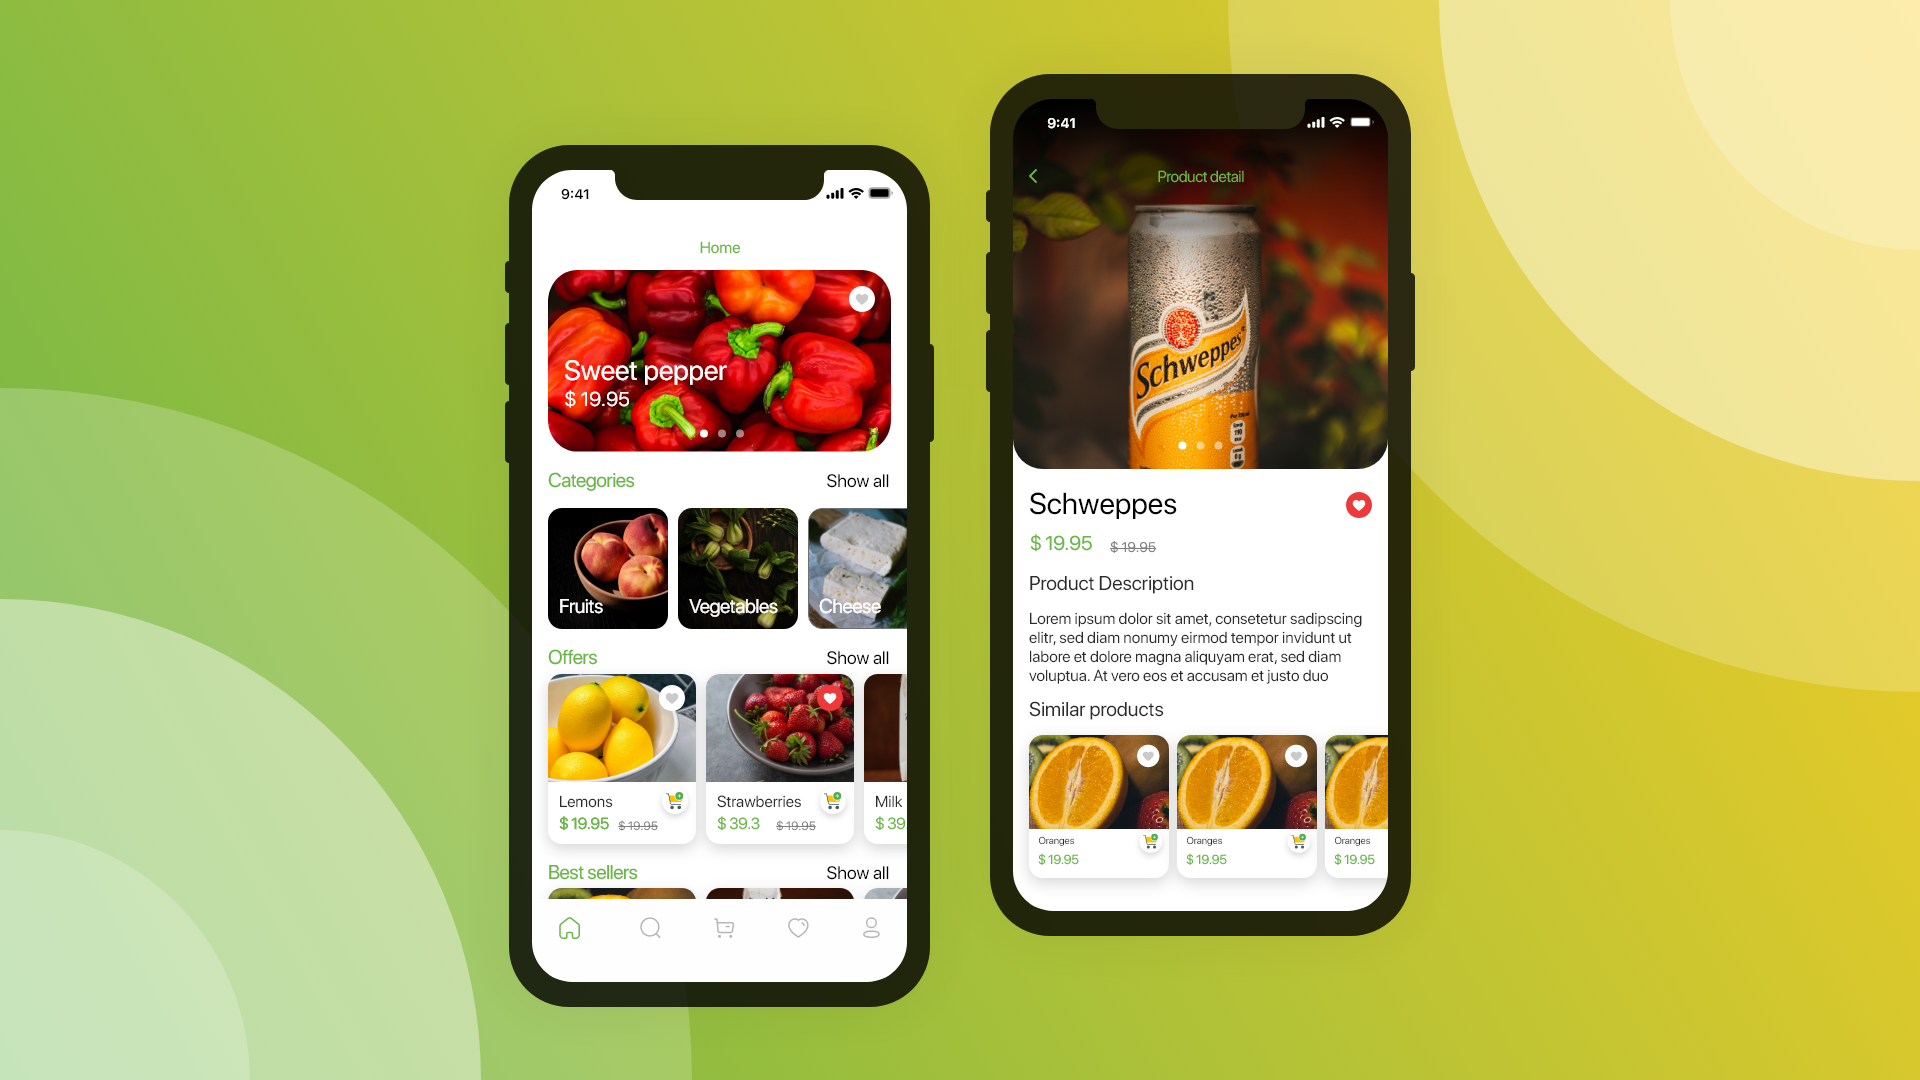 9:41
Home
Sweet pepper
$ 19.95
Categories
Show all
Fruits
Vegetables
Cheese
Offers
Show all
Lemons
$ 19.95 $ 19.95
Strawberries
$ 39.3 $ 19.95
Milk
$ 39.
Best sellers
Show all
9:41
Product detail
Schweppes
Schweppes
$ 19.95 $ 19.95
Product Description
Lorem ipsum dolor sit amet, consetetur sadipscing
elitr, sed diam nonumy eirmod tempor invidunt ut
labore et dolore magna aliquyam erat, sed diam
voluptua. At vero eos et accusam et justo duo
Similar products
Oranges
$ 19.95
Oranges
$ 19.95
Oranges
$ 19.95